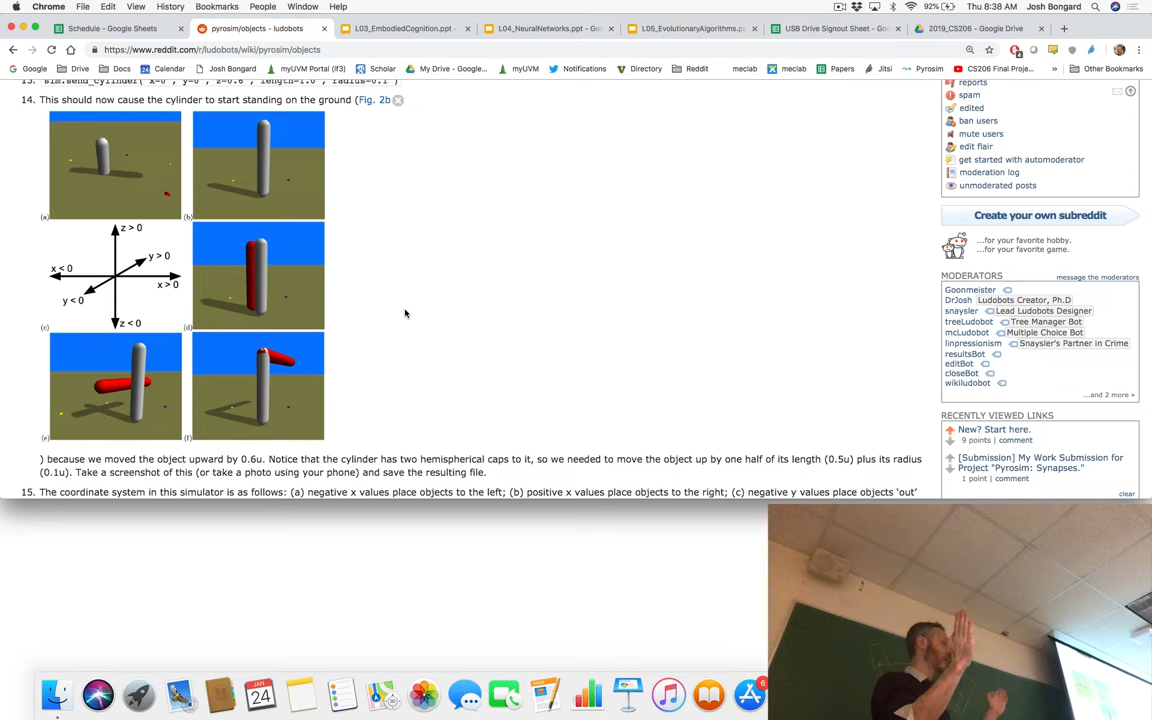 Chrome File Edit View History Bookmarks People Window Help
92% Thu 8:38 AM Josh Bongard
Schedule - Google Sheets
pyrosim/objects - ludobots
L03_EmbodiedCognition.ppt - G
L04_NeuralNetworks.ppt - Goo
L05_EvolutionaryAlgorithms.pp
USB Drive Signout Sheet - Goo
2019_CS206 - Google Drive
https://www.reddit.com/r/ludobots/wiki/pyrosim/objects
Google Drive Docs Calendar Josh Bongard myUVM Portal (lf3) Scholar My Drive - Google... myUVM Notifications Directory Reddit meclab meclab Papers Jitsi Pyrosim CS206 Final Projec... Other Bookmarks
14. This should now cause the cylinder to start standing on the ground (Fig. 2b
(a)
(b)
z > 0
y > 0
x < 0
x > 0
y < 0
z < 0
(c)
(d)
(e)
(f)
) because we moved the object upward by 0.6u. Notice that the cylinder has two hemispherical caps to it, so we needed to move the object up by one half of its length (0.5u) plus its radius
(0.1u). Take a screenshot of this (or take a photo using your phone) and save the resulting file.
15. The coordinate system in this simulator is as follows: (a) negative x values place objects to the left; (b) positive x values place objects to the right; (c) negative y values place objects ‘out’
reports
spam
edited
ban users
mute users
edit flair
get started with automoderator
moderation log
unmoderated posts
Create your own subreddit
...for your favorite hobby.
...for your favorite game.
MODERATORS message the moderators
Goonmeister
DrJosh Ludobots Creator, Ph.D
snaysler Lead Ludobots Designer
treeLudobot Tree Manager Bot
mcLudobot Multiple Choice Bot
linpressionism Snaysler's Partner in Crime
resultsBot
editBot
closeBot
wikiludobot
...and 2 more »
RECENTLY VIEWED LINKS
New? Start here.
9 points | comment
[Submission] My Work Submission for
Project "Pyrosim: Synapses."
1 point | comment
clear
JAN
24
6